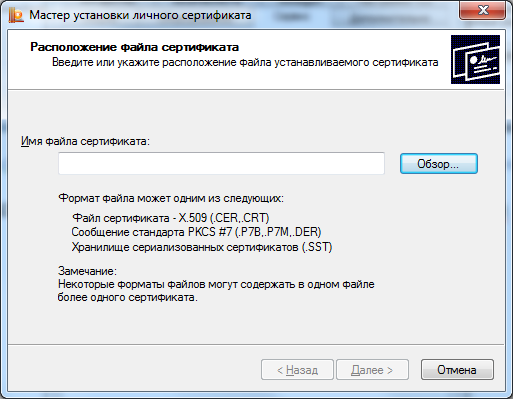 Мастер установки личного сертификата
Расположение файла сертификата
Введите или укажите расположение файла устанавливаемого сертификата
Имя файла сертификата:
Обзор...
Формат файла может одним из следующих:
Файл сертификата - X.509 (.CER,.CRT)
Сообщение стандарта PKCS #7 (.P7B,.P7M,.DER)
Хранилище сериализованных сертификатов (.SST)
Замечание:
Некоторые форматы файлов могут содержать в одном файле
более одного сертификата.
< Назад
Далее >
Отмена